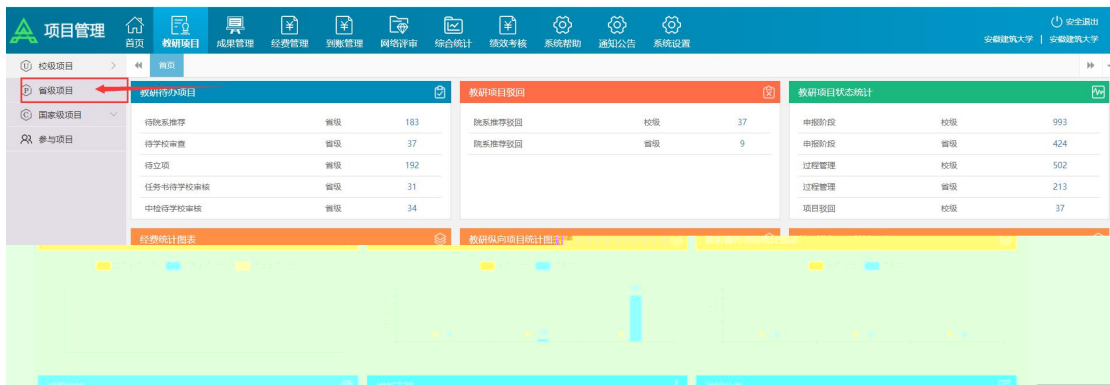 项目管理
首页 教研项目 成果管理 经费管理 到账管理 网络评审 综合统计 绩效考核 系统帮助 通知公告 系统设置
安全退出
安徽建筑大学 | 安徽建筑大学
校级项目
省级项目
国家级项目
参与项目
首页
教研待办项目
待院系推荐 省级 183
待学校审查 省级 37
待立项 省级 192
任务书待学校审核 省级 31
中检待学校审核 省级 34
教研项目驳回
院系推荐驳回 校级 37
院系推荐驳回 省级 9
教研项目状态统计
申报阶段 校级 993
申报阶段 省级 424
过程管理 校级 502
过程管理 省级 213
项目驳回 校级 37
经费统计图表
教研纵向项目统计图表